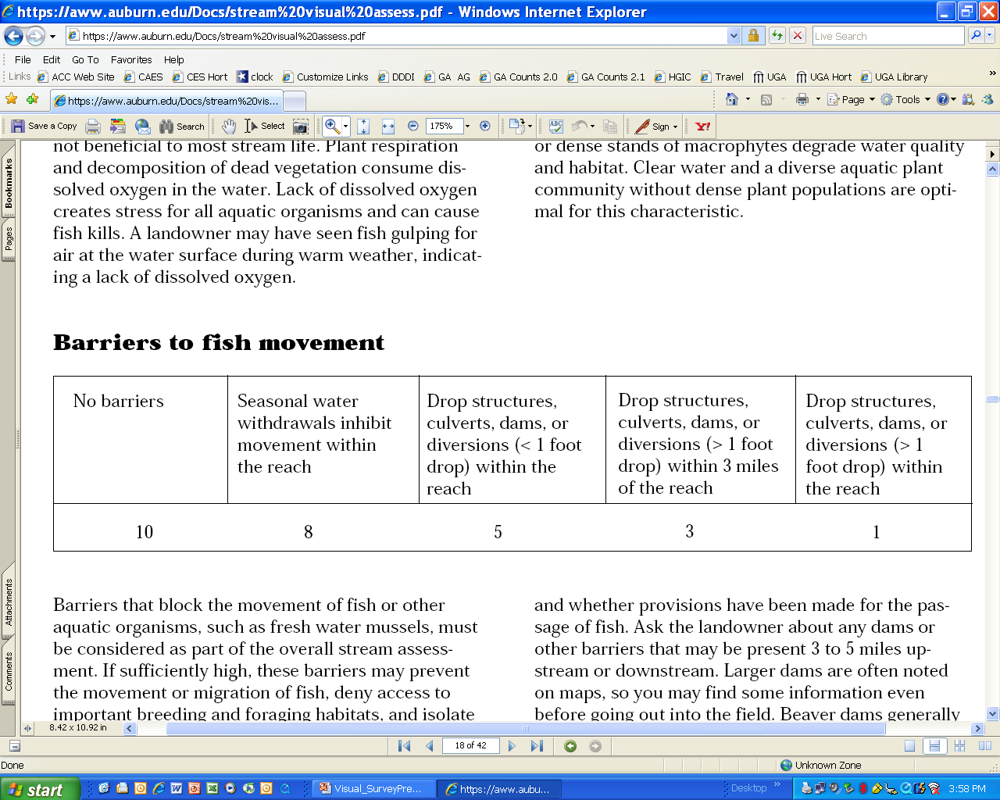 https://aww.auburn.edu/Docs/stream%20visual%20assess.pdf - Windows Internet Explorer
https://aww.auburn.edu/Docs/stream%20visual%20assess.pdf
Live Search
File Edit Go To Favorites Help
Links ACC Web Site CAES CES Hort clock Customize Links DDDI GA AG GA Counts 2.0 GA Counts 2.1 HGIC Travel UGA UGA Hort UGA Library »
https://aww.auburn.edu/Docs/stream%20vis...
Page Tools
Save a Copy Search Select 175% Sign Y!
Bookmarks
Pages
Attachments
Comments
not beneficial to most stream life. Plant respiration
and decomposition of dead vegetation consume dis-
solved oxygen in the water. Lack of dissolved oxygen
creates stress for all aquatic organisms and can cause
fish kills. A landowner may have seen fish gulping for
air at the water surface during warm weather, indicat-
ing a lack of dissolved oxygen.
or dense stands of macrophytes degrade water quality
and habitat. Clear water and a diverse aquatic plant
community without dense plant populations are opti-
mal for this characteristic.
Barriers to fish movement
No barriers
Seasonal water
withdrawals inhibit
movement within
the reach
Drop structures,
culverts, dams, or
diversions (< 1 foot
drop) within the
reach
Drop structures,
culverts, dams, or
diversions (> 1 foot
drop) within 3 miles
of the reach
Drop structures,
culverts, dams, or
diversions (> 1
foot drop) within
the reach
10 8 5 3 1
Barriers that block the movement of fish or other
aquatic organisms, such as fresh water mussels, must
be considered as part of the overall stream assess-
ment. If sufficiently high, these barriers may prevent
the movement or migration of fish, deny access to
important breeding and foraging habitats, and isolate
and whether provisions have been made for the pas-
sage of fish. Ask the landowner about any dams or
other barriers that may be present 3 to 5 miles up-
stream or downstream. Larger dams are often noted
on maps, so you may find some information even
before going out into the field. Beaver dams generally
8.42 x 10.92 in
18 of 42
Done
Unknown Zone
start
Visual_SurveyPre...
https://aww.aubu...
Desktop »
3:58 PM